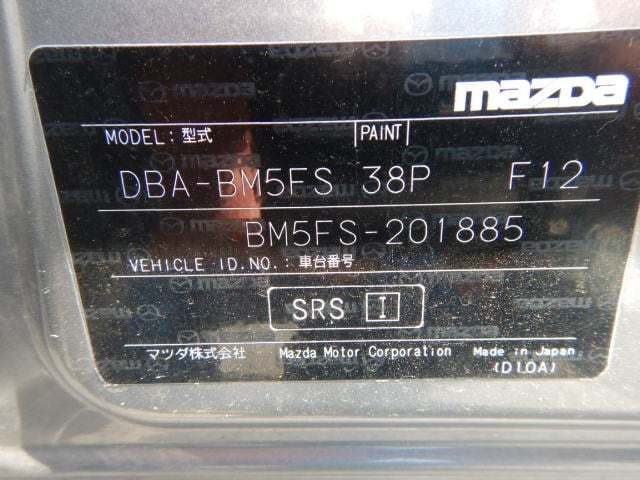 mazda
MODEL: 型式 PAINT
DBA-BM5FS 38P F12
BM5FS-201885
VEHICLE ID.NO.: 車台番号
SRS I
マツダ株式会社 Mazda Motor Corporation Made in Japan
(D10A)